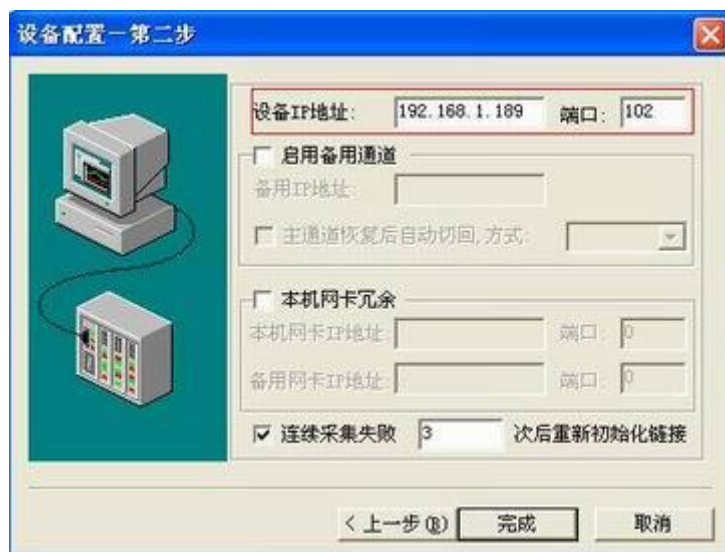 设备配置－第二步
设备IP地址: 192.168.1.189 端口: 102
启用备用通道
备用IP地址:
主通道恢复后自动切回,方式:
本机网卡冗余
本机网卡IP地址: 端口: 0
备用网卡IP地址: 端口: 0
连续采集失败 3 次后重新初始化链接
< 上一步(B) 完成 取消